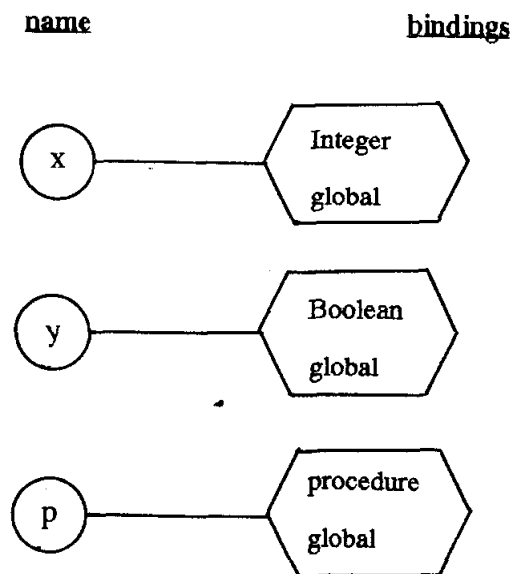 name bindings
x
Integer
global
y
Boolean
global
p
procedure
global